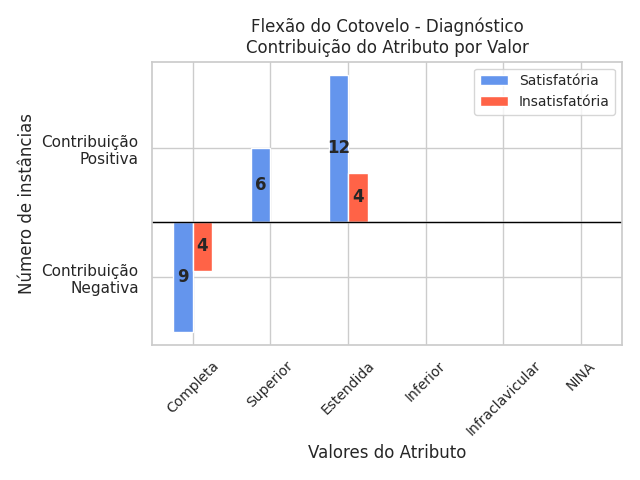 Flexão do Cotovelo - Diagnóstico
Contribuição do Atributo por Valor
Satisfatória
Insatisfatória
Número de instâncias
Contribuição
Positiva
Contribuição
Negativa
12
6
4
4
9
Completa
Superior
Estendida
Inferior
Infraclavicular
NINA
Valores do Atributo